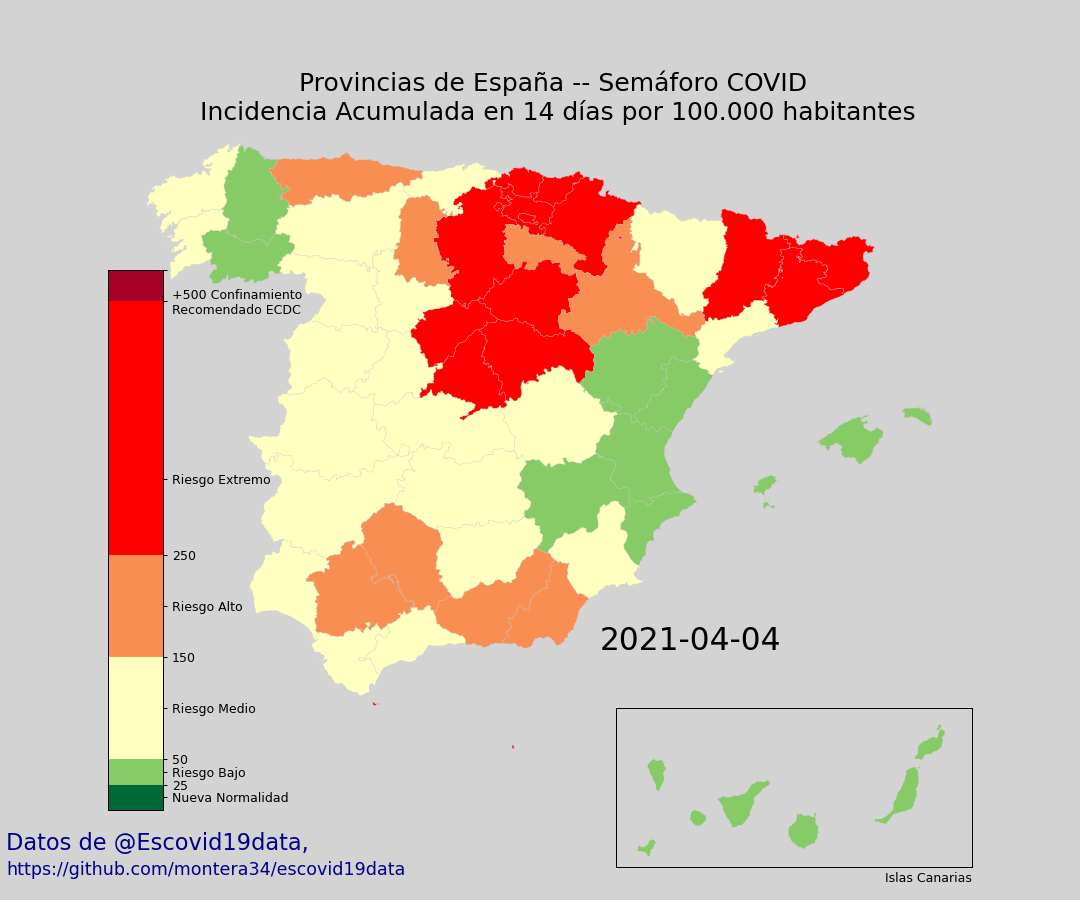 Provincias de España -- Semáforo COVID
Incidencia Acumulada en 14 días por 100.000 habitantes
+500 Confinamiento
Recomendado ECDC
Riesgo Extremo
250
Riesgo Alto
150
Riesgo Medio
50
Riesgo Bajo
25
Nueva Normalidad
2021-04-04
Islas Canarias
Datos de @Escovid19data,
https://github.com/montera34/escovid19data